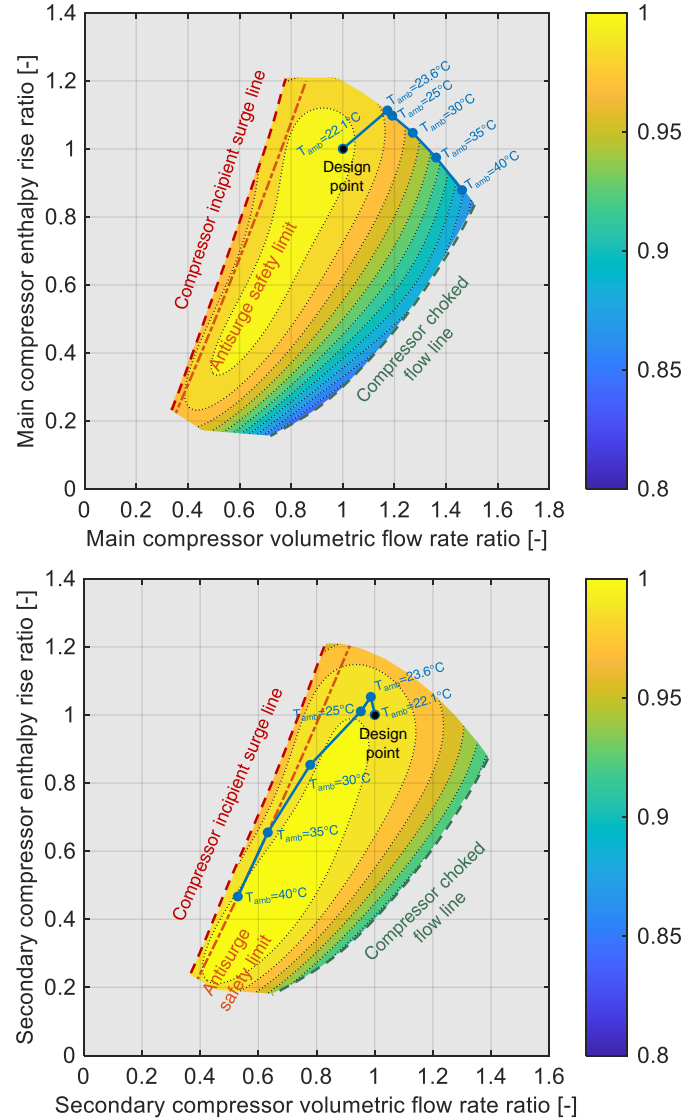 Main compressor enthalpy rise ratio [-]
1.4
1.2
1
0.8
0.6
0.4
0.2
0
0 0.2 0.4 0.6 0.8 1 1.2 1.4 1.6 1.8
Main compressor volumetric flow rate ratio [-]
Compressor incipient surge line
Antisurge safety limit
Tamb=22.1°C
Design
point
Tamb=23.6°C
Tamb=25°C
Tamb=30°C
Tamb=35°C
Tamb=40°C
Compressor choked
flow line
1
0.95
0.9
0.85
0.8
Secondary compressor enthalpy rise ratio [-]
1.4
1.2
1
0.8
0.6
0.4
0.2
0
0 0.2 0.4 0.6 0.8 1 1.2 1.4 1.6
Secondary compressor volumetric flow rate ratio [-]
Compressor incipient surge line
Tamb=23.6°C
Tamb=22.1°C
Tamb=25°C
Design
point
Tamb=30°C
Tamb=35°C
Tamb=40°C
Antisurge
safety limit
Compressor choked
flow line
1
0.95
0.9
0.85
0.8